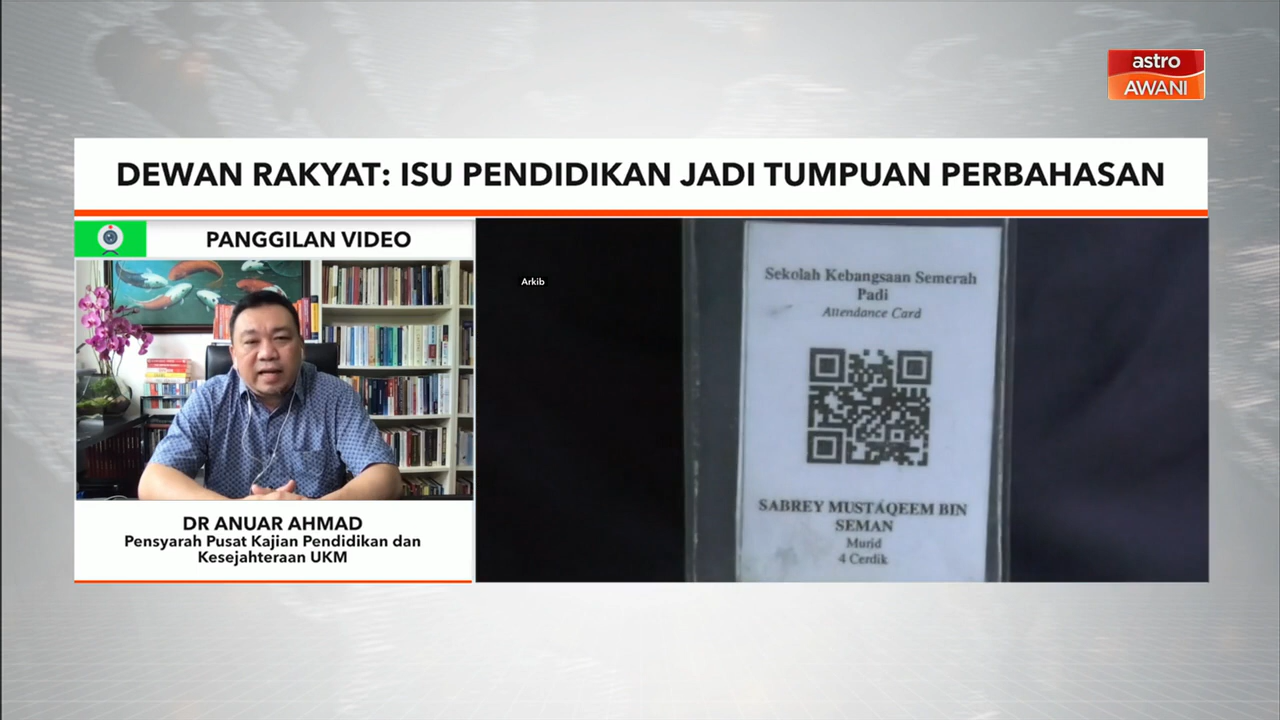 astro
AWANI
DEWAN RAKYAT: ISU PENDIDIKAN JADI TUMPUAN PERBAHASAN
PANGGILAN VIDEO
DR ANUAR AHMAD
Pensyarah Pusat Kajian Pendidikan dan
Kesejahteraan UKM
Arkib
Sekolah Kebangsaan Semerah
Padi
Attendance Card
SABREY MUSTAQEEM BIN
SEMAN
Murid
4 Cerdik